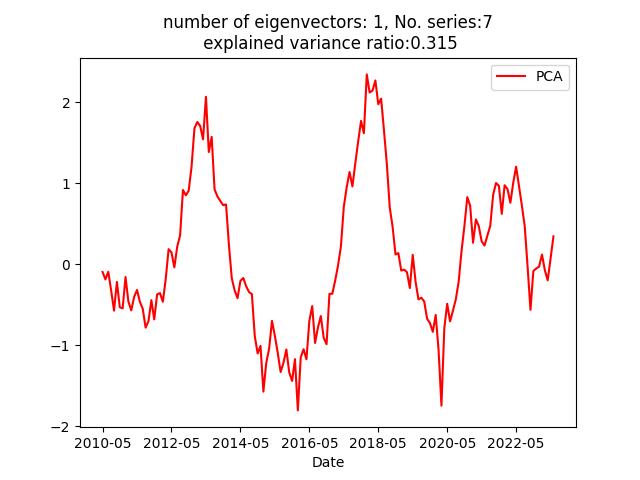 number of eigenvectors: 1, No. series:7
explained variance ratio:0.315
PCA
2
1
0
−1
−2
2010-05 2012-05 2014-05 2016-05 2018-05 2020-05 2022-05
Date